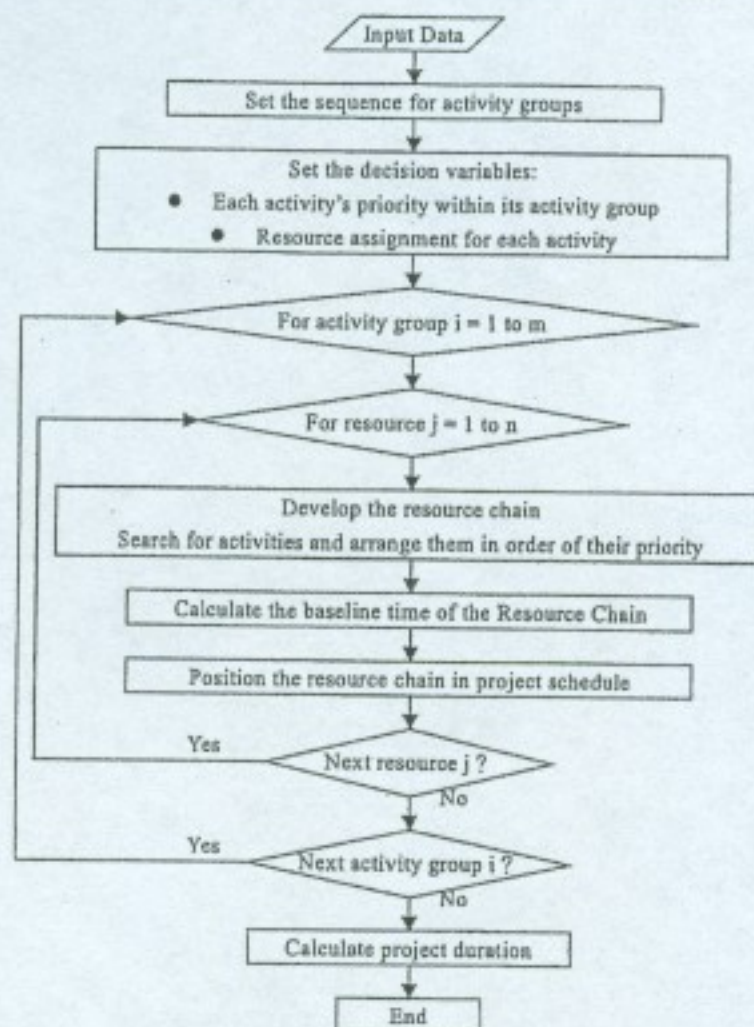 Input Data
Set the sequence for activity groups
Set the decision variables:
● Each activity's priority within its activity group
● Resource assignment for each activity
For activity group i = 1 to m
For resource j = 1 to n
Develop the resource chain
Search for activities and arrange them in order of their priority
Calculate the baseline time of the Resource Chain
Position the resource chain in project schedule
Yes
Next resource j ?
No
Yes
Next activity group i ?
No
Calculate project duration
End